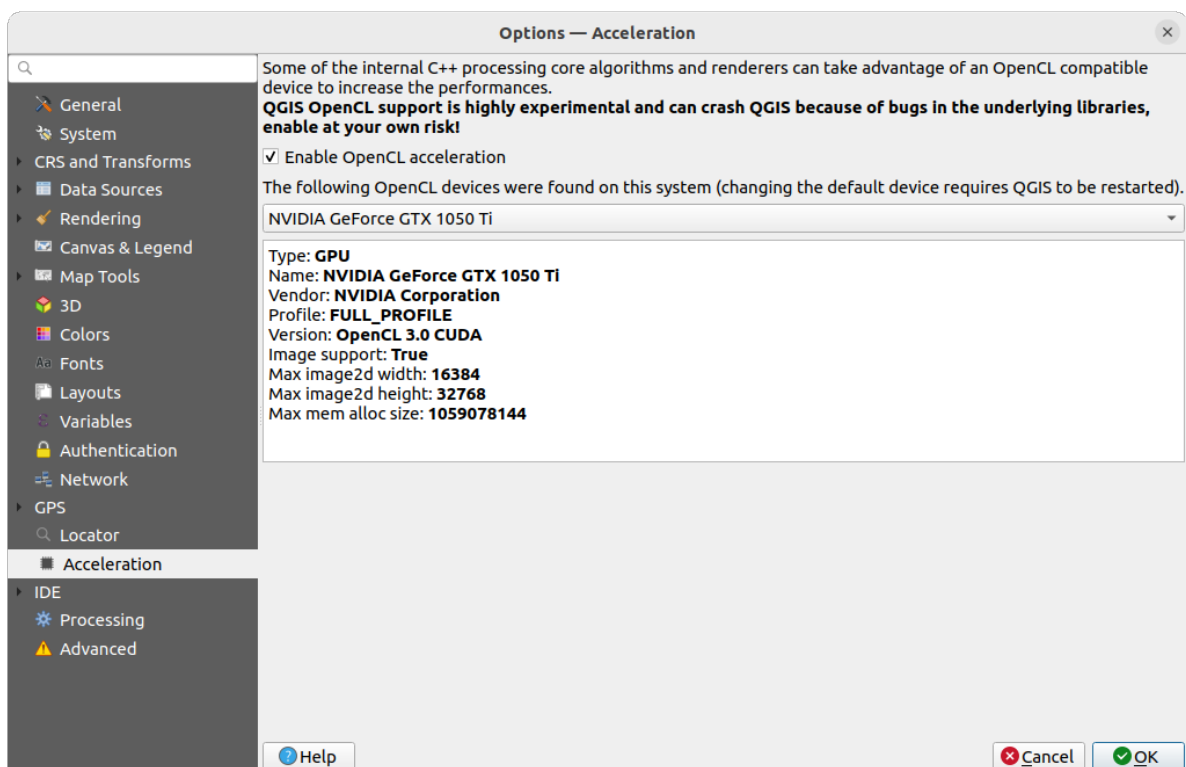 Options — Acceleration
General
System
CRS and Transforms
Data Sources
Rendering
Canvas & Legend
Map Tools
3D
Colors
Aa Fonts
Layouts
ε Variables
Authentication
Network
GPS
Locator
Acceleration
IDE
Processing
Advanced
Some of the internal C++ processing core algorithms and renderers can take advantage of an OpenCL compatible
device to increase the performances.
QGIS OpenCL support is highly experimental and can crash QGIS because of bugs in the underlying libraries,
enable at your own risk!
Enable OpenCL acceleration
The following OpenCL devices were found on this system (changing the default device requires QGIS to be restarted).
NVIDIA GeForce GTX 1050 Ti
Type: GPU
Name: NVIDIA GeForce GTX 1050 Ti
Vendor: NVIDIA Corporation
Profile: FULL_PROFILE
Version: OpenCL 3.0 CUDA
Image support: True
Max image2d width: 16384
Max image2d height: 32768
Max mem alloc size: 1059078144
Help
Cancel
OK